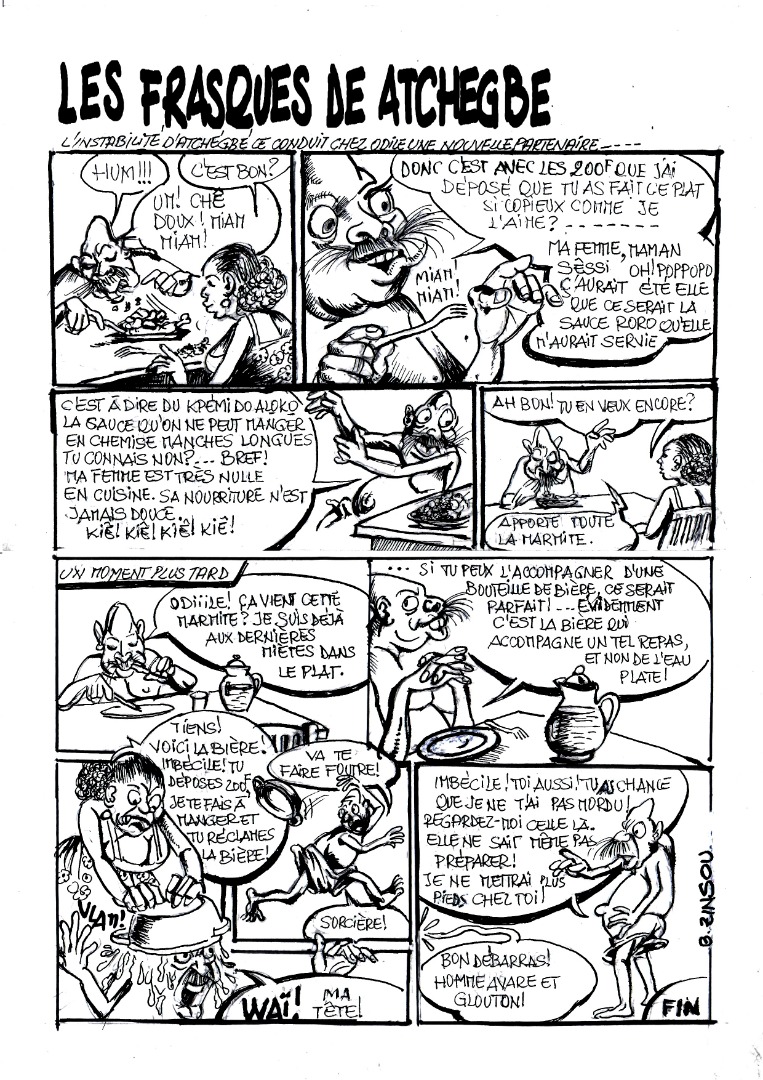 LES FRASQUES DE ATCHEGBE
L'INSTABILITÉ D'ATCHÉGBÉ LE CONDUIT CHEZ ODILE UNE NOUVELLE PARTENAIRE----
HUM!!!
C'EST BON?
UM! CHÊ
DOUX! MIAM
MIAM!
DONC C'EST AVEC LES 200F QUE J'AI
DÉPOSÉ QUE TU AS FAIT CE PLAT
SI COPIEUX COMME JE
L'AIME?--------
MIAM!
MIAM!
MA FEMME, MAMAN
SÊSSI OH! POPPOPO
Ç'AURAIT ÉTÉ ELLE
QUE CE SERAIT LA
SAUCE RORO QU'ELLE
M'AURAIT SERVIE
C'EST À DIRE DU KPÉMI DO ALOKO
LA SAUCE QU'ON NE PEUT MANGER
EN CHEMISE MANCHES LONGUES
TU CONNAIS NON?--- BREF!
MA FEMME EST TRÈS NULLE
EN CUISINE. SA NOURRITURE N'EST
JAMAIS DOUCE.
KIÊ! KIÊ! KIÊ! KIÊ!
AH BON! TU EN VEUX ENCORE?
APPORTE TOUTE
LA MARMITE.
UN MOMENT PLUS TARD
ODIIILE! ÇA VIENT CETTE
MARMITE? JE SUIS DÉJÀ
AUX DERNIÈRES
MIÈTES DANS
LE PLAT.
... SI TU PEUX L'ACCOMPAGNER D'UNE
BOUTEILLE DE BIÈRE, CE SERAIT
PARFAIT!--- ÉVIDEMMENT
C'EST LA BIÈRE QUI
ACCOMPAGNE UN TEL REPAS,
ET NON DE L'EAU
PLATE!
TIENS!
VOICI LA BIÈRE!
IMBÉCILE! TU
DÉPOSES 200F
JE TE FAIS À
MANGER ET
TU RÉCLAMES
LA BIÈRE!
VLAM!
WAÏ! MA
TÊTE!
VA TE
FAIRE FOUTRE!
SORCIÈRE!
IMBÉCILE! TOI AUSSI! TU AS CHANCE
QUE JE NE T'AI PAS MORDU!
REGARDEZ-MOI CELLE LÀ.
ELLE NE SAIT MÊME PAS
PRÉPARER!
JE NE METTRAI PLUS
PIEDS CHEZ TOI!
BON DÉBARRAS!
HOMME AVARE ET
GLOUTON!
FIN
B. ZINSOU